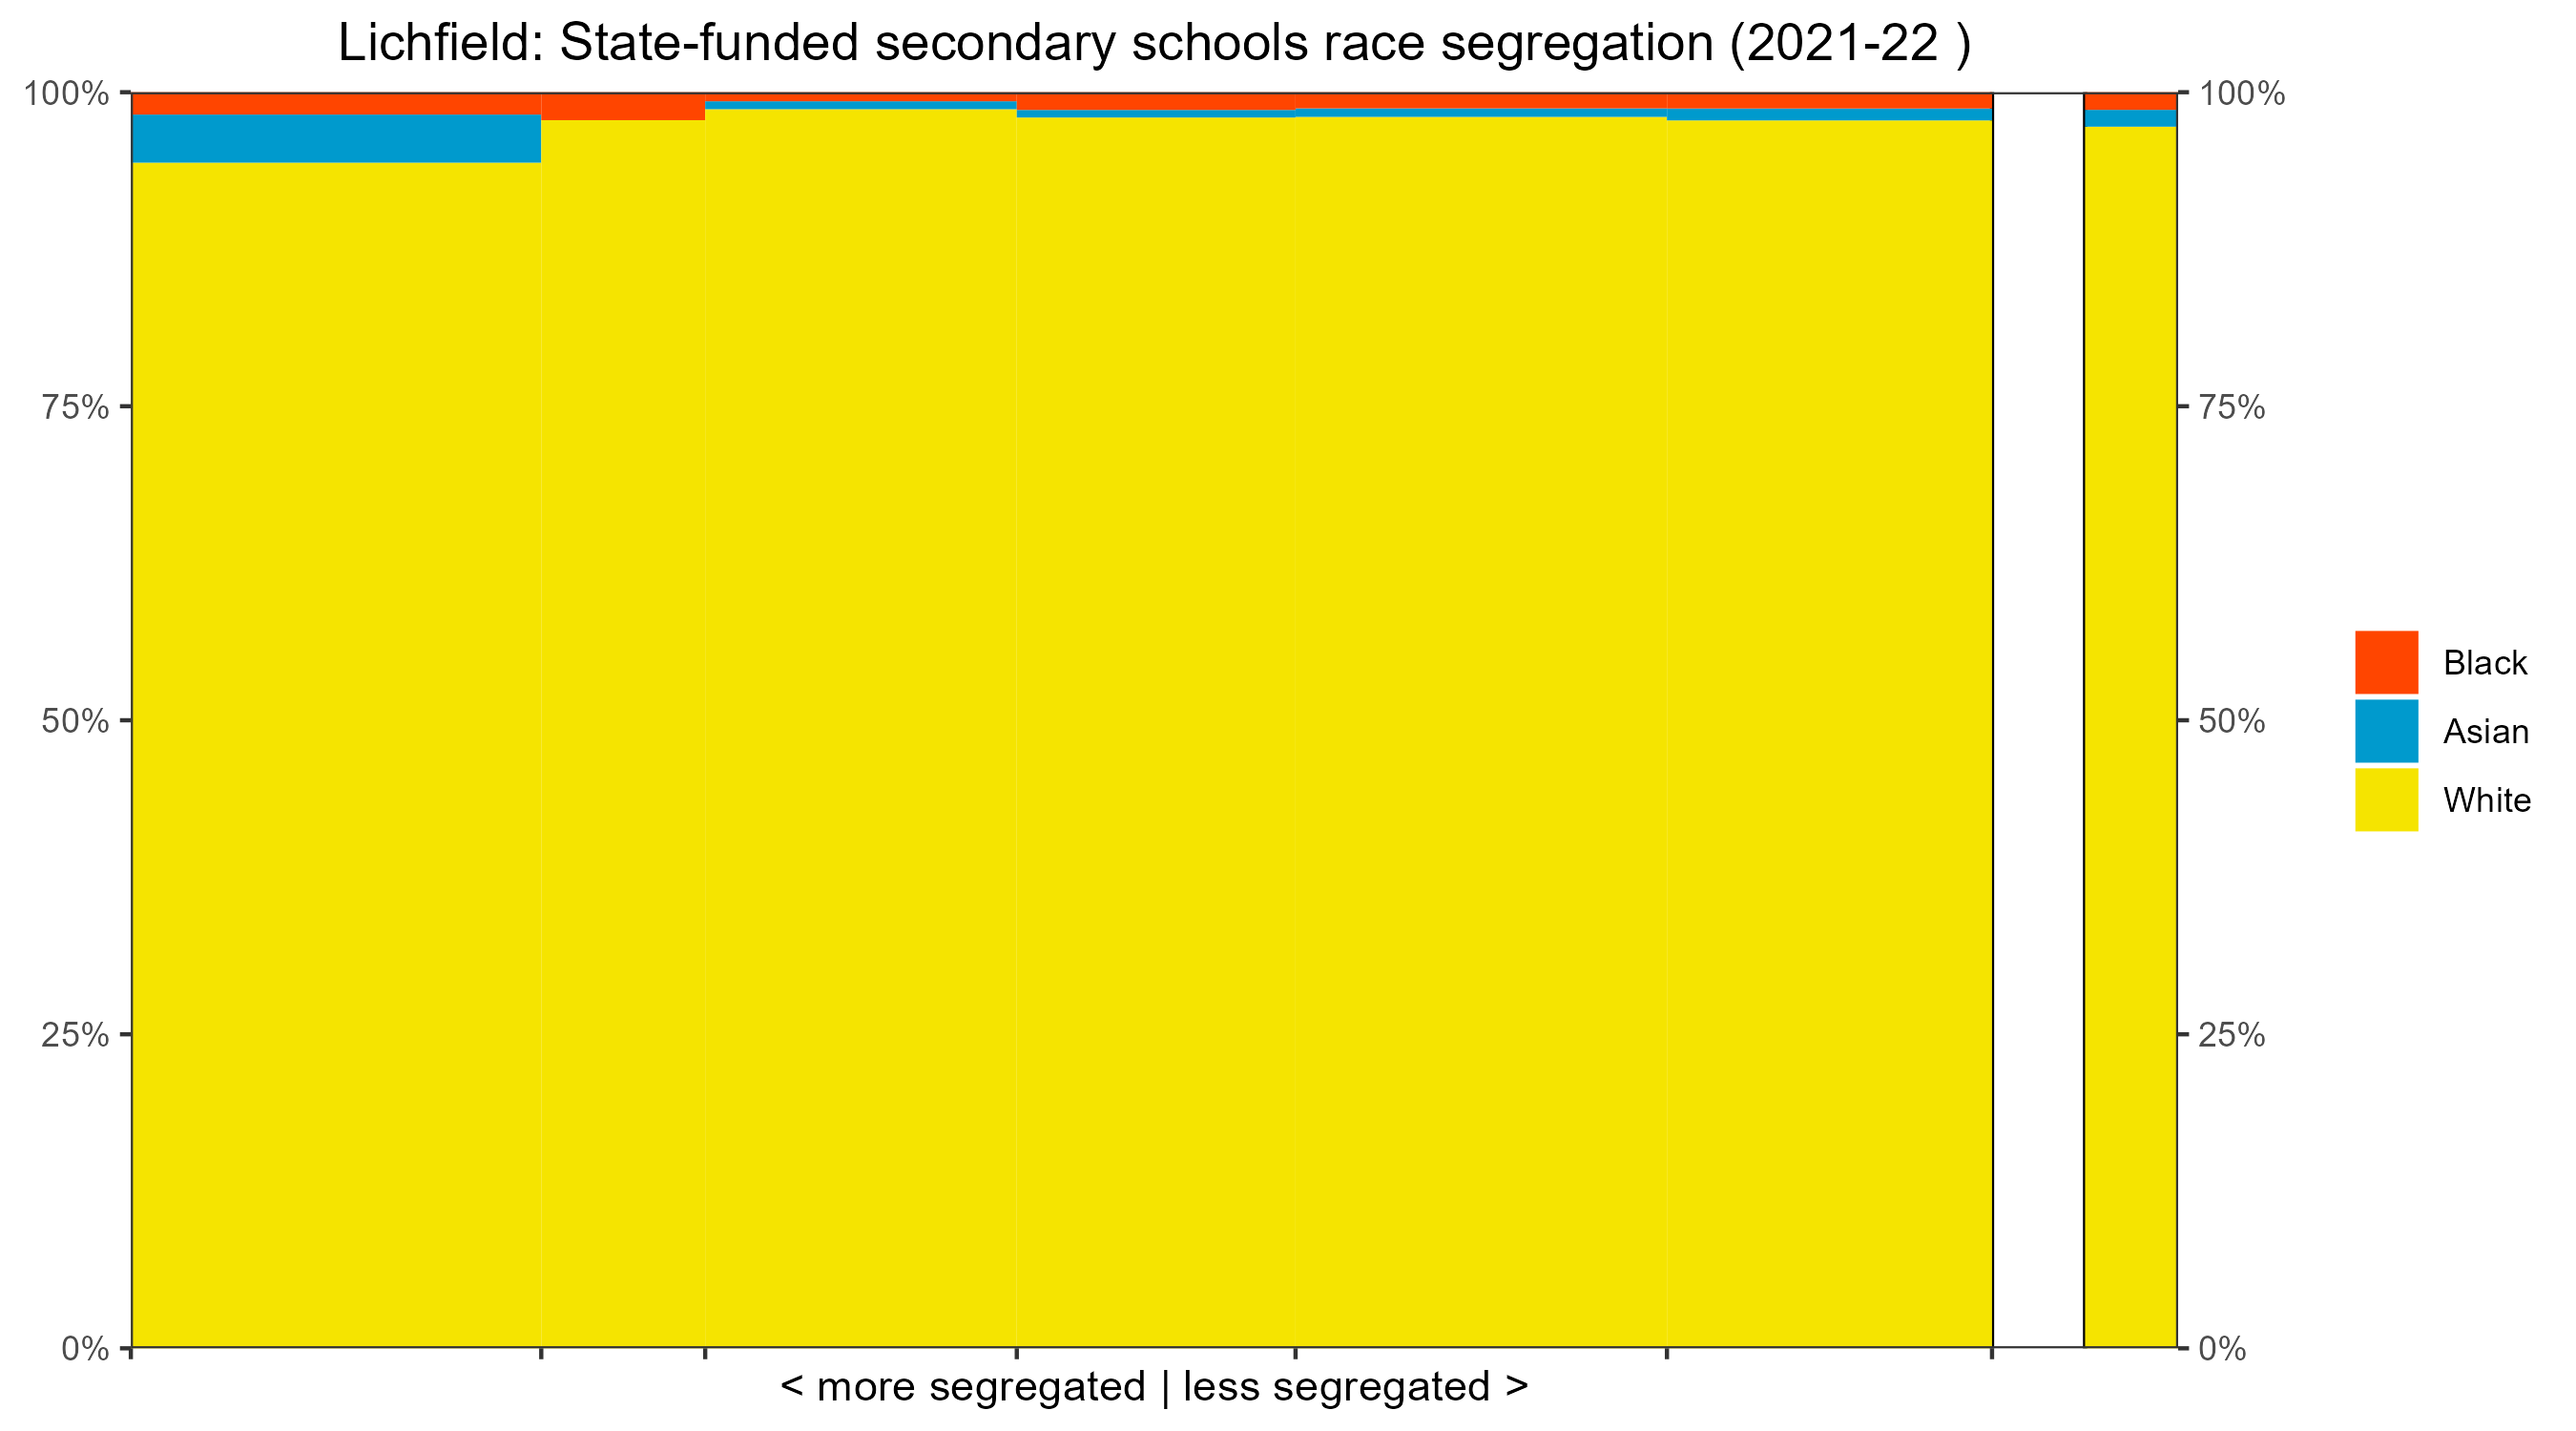 Lichfield: State-funded secondary schools race segregation (2021-22 )
100%
75%
50%
25%
0%
100%
75%
50%
25%
0%
Black
Asian
White
< more segregated | less segregated >